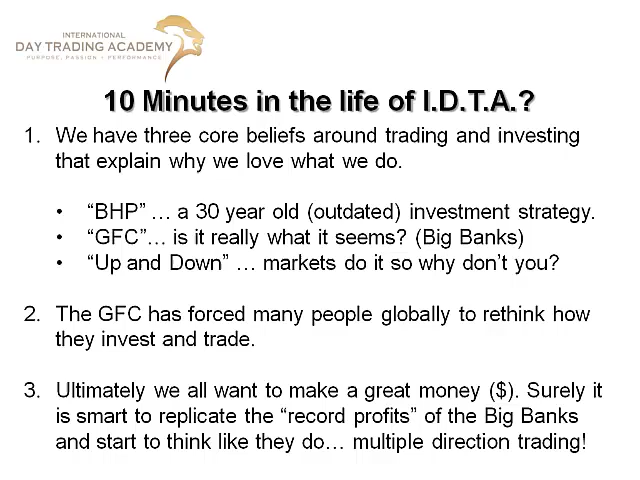 INTERNATIONAL
DAY TRADING ACADEMY
PURPOSE, PASSION + PERFORMANCE
10 Minutes in the life of I.D.T.A.?
1. We have three core beliefs around trading and investing
that explain why we love what we do.
• “BHP” … a 30 year old (outdated) investment strategy.
• “GFC”… is it really what it seems? (Big Banks)
• “Up and Down” … markets do it so why don’t you?
2. The GFC has forced many people globally to rethink how
they invest and trade.
3. Ultimately we all want to make a great money ($). Surely it
is smart to replicate the “record profits” of the Big Banks
and start to think like they do… multiple direction trading!